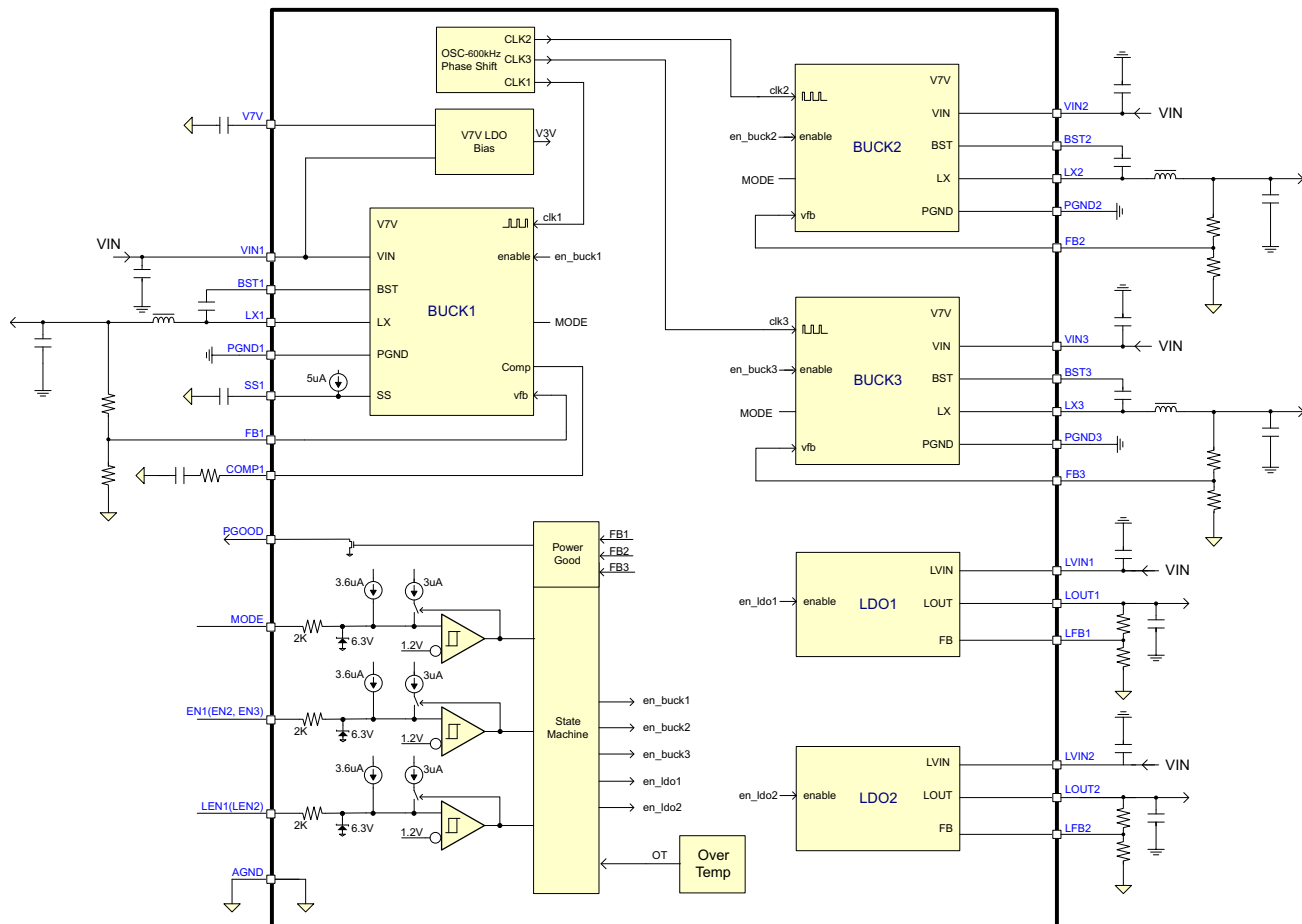 CLK2
OSC-600kHz
Phase Shift
CLK3
CLK1
V7V
V7V LDO
Bias
V3V
V7V
clk1
VIN
VIN1
VIN
enable
en_buck1
BST1
BST
BUCK1
LX1
LX
MODE
PGND1
PGND
Comp
5uA
SS1
SS
vfb
FB1
COMP1
V7V
clk2
VIN
VIN2
VIN
en_buck2
enable
BUCK2
BST
BST2
MODE
LX
LX2
vfb
PGND
PGND2
FB2
V7V
clk3
VIN
VIN3
VIN
en_buck3
enable
BUCK3
BST
BST3
MODE
LX
LX3
vfb
PGND
PGND3
FB3
PGOOD
Power
Good
FB1
FB2
FB3
3.6uA
3uA
MODE
2K
6.3V
1.2V
3.6uA
3uA
EN1(EN2, EN3)
2K
6.3V
1.2V
3.6uA
3uA
LEN1(LEN2)
2K
6.3V
1.2V
State
Machine
en_buck1
en_buck2
en_buck3
en_ldo1
en_ldo2
OT
Over
Temp
AGND
LVIN
LVIN1
VIN
en_ldo1
enable
LDO1
LOUT
LOUT1
FB
LFB1
LVIN
LVIN2
VIN
en_ldo2
enable
LDO2
LOUT
LOUT2
FB
LFB2